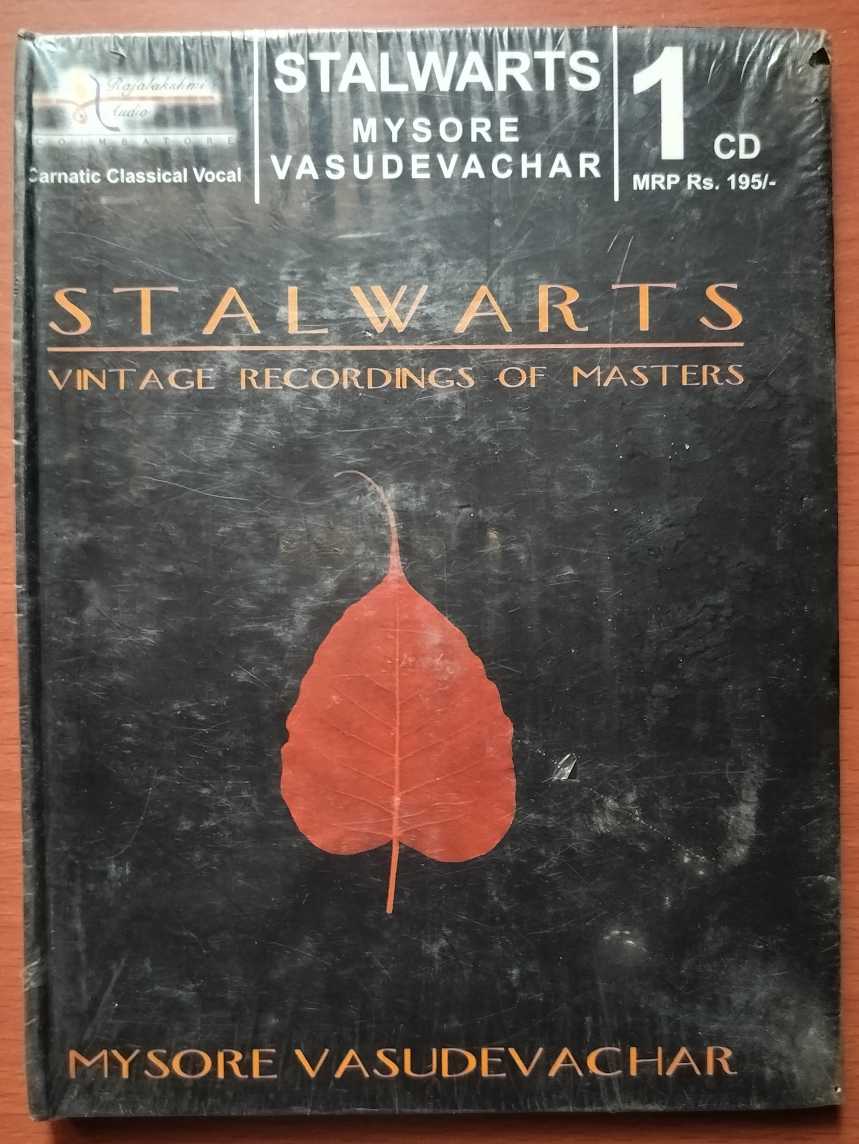 Rajalakshmi
Audio
COIMBATORE
Carnatic Classical Vocal
STALWARTS
MYSORE
VASUDEVACHAR
1
CD
MRP Rs. 195/-
STALWARTS
VINTAGE RECORDINGS OF MASTERS
MYSORE VASUDEVACHAR